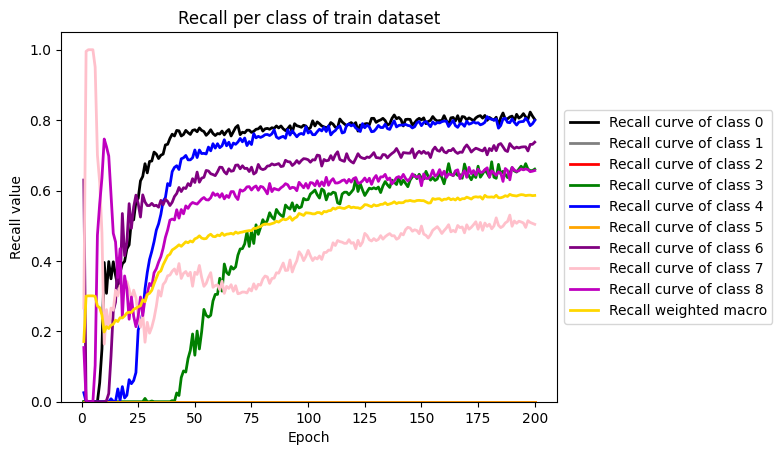 Recall per class of train dataset
Recall value
1.0
0.8
0.6
0.4
0.2
0.0
0
25
50
75
100
125
150
175
200
Epoch
Recall curve of class 0
Recall curve of class 1
Recall curve of class 2
Recall curve of class 3
Recall curve of class 4
Recall curve of class 5
Recall curve of class 6
Recall curve of class 7
Recall curve of class 8
Recall weighted macro